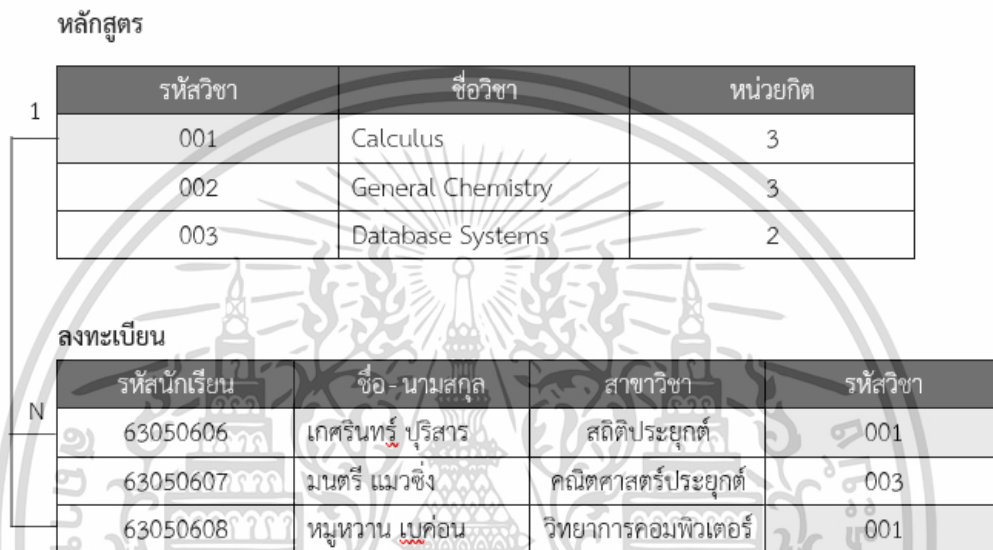 หลักสูตร
รหัสวิชา ชื่อวิชา หน่วยกิต
1
001 Calculus 3
002 General Chemistry 3
003 Database Systems 2
ลงทะเบียน
รหัสนักเรียน ชื่อ - นามสกุล สาขาวิชา รหัสวิชา
N
63050606 เกศรินทร์ ปุริสาร สถิติประยุกต์ 001
63050607 มนตรี แมวซิ่ง คณิตศาสตร์ประยุกต์ 003
63050608 หมูหวาน เบค่อน วิทยาการคอมพิวเตอร์ 001